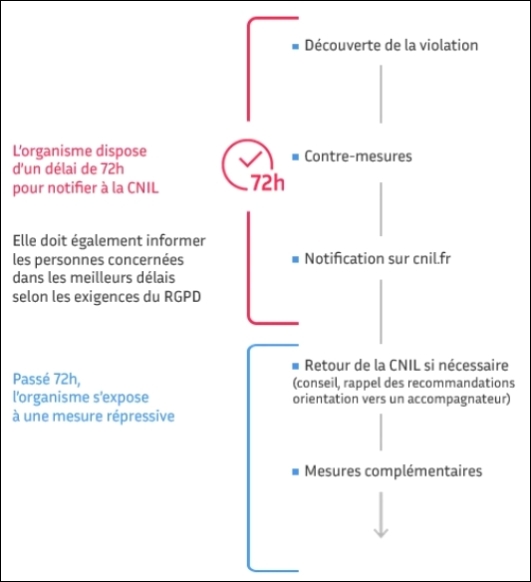 Découverte de la violation
L'organisme dispose
d'un délai de 72h
pour notifier à la CNIL
72h
Contre-mesures
Elle doit également informer
les personnes concernées
dans les meilleurs délais
selon les exigences du RGPD
Notification sur cnil.fr
Passé 72h,
l'organisme s'expose
à une mesure répressive
Retour de la CNIL si nécessaire
(conseil, rappel des recommandations
orientation vers un accompagnateur)
Mesures complémentaires